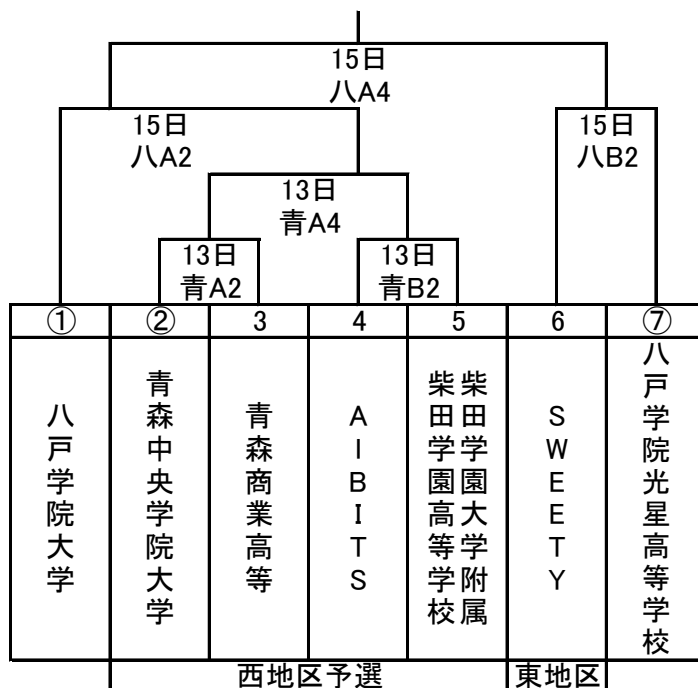 15日
八A4
15日
八A2
15日
八B2
13日
青A4
13日
青A2
13日
青B2
①
②
3
4
5
6
⑦
八戸学院大学
青森中央学院大学
青森商業高等
AIBITS
柴田学園大学附属
柴田学園高等学校
SWEETY
八戸学院光星高等学校
西地区予選
東地区